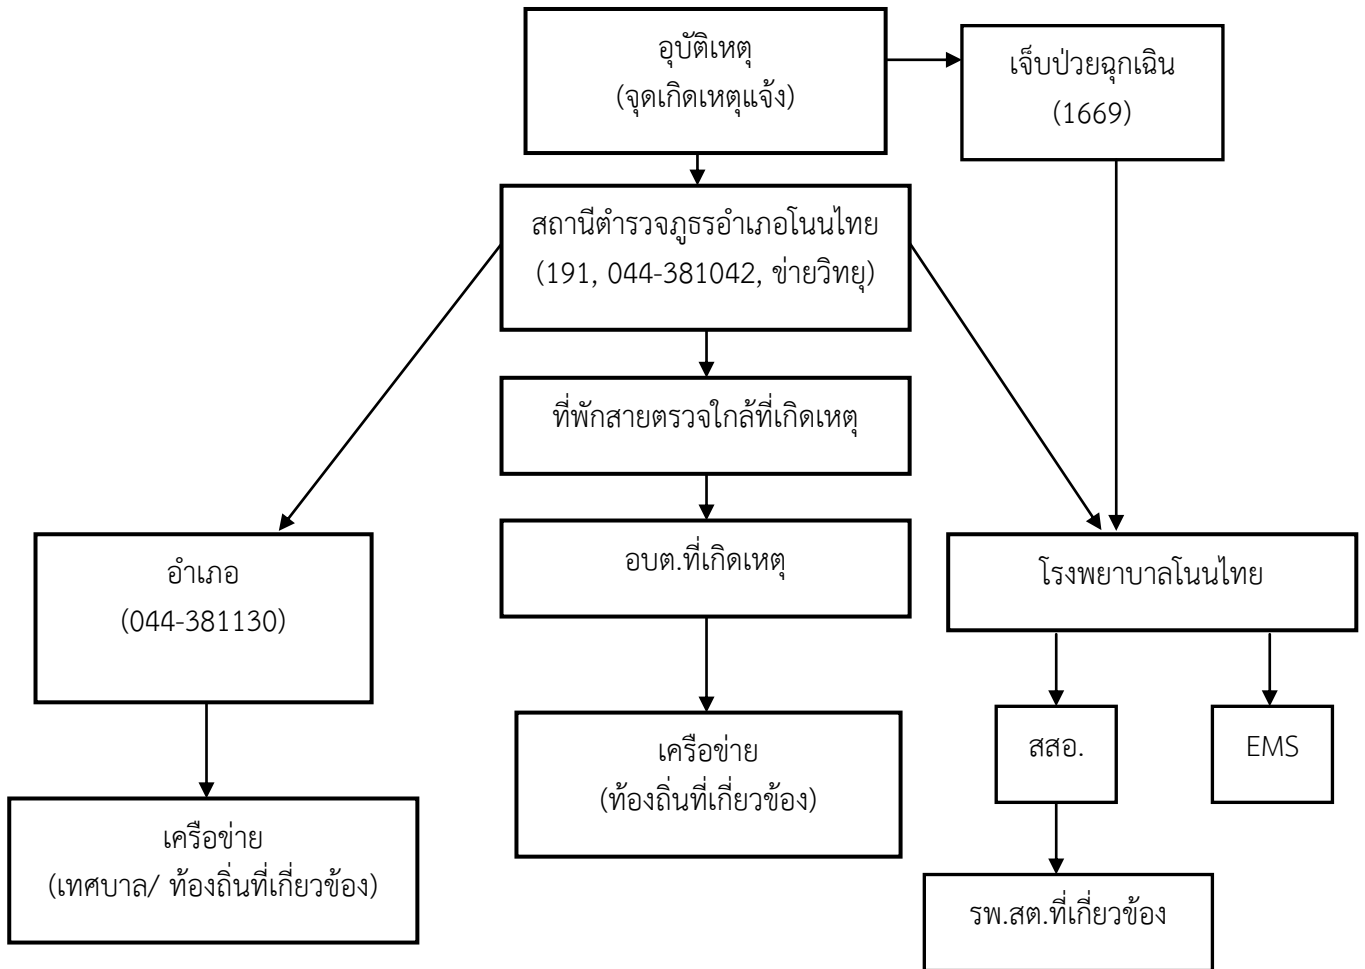 อุบัติเหตุ
(จุดเกิดเหตุแจ้ง)
เจ็บป่วยฉุกเฉิน
(1669)
สถานีตำรวจภูธรอำเภอโนนไทย
(191, 044-381042, ข่ายวิทยุ)
ที่พักสายตรวจใกล้ที่เกิดเหตุ
อบต.ที่เกิดเหตุ
อำเภอ
(044-381130)
โรงพยาบาลโนนไทย
เครือข่าย
(ท้องถิ่นที่เกี่ยวข้อง)
สสอ.
EMS
เครือข่าย
(เทศบาล/ ท้องถิ่นที่เกี่ยวข้อง)
รพ.สต.ที่เกี่ยวข้อง